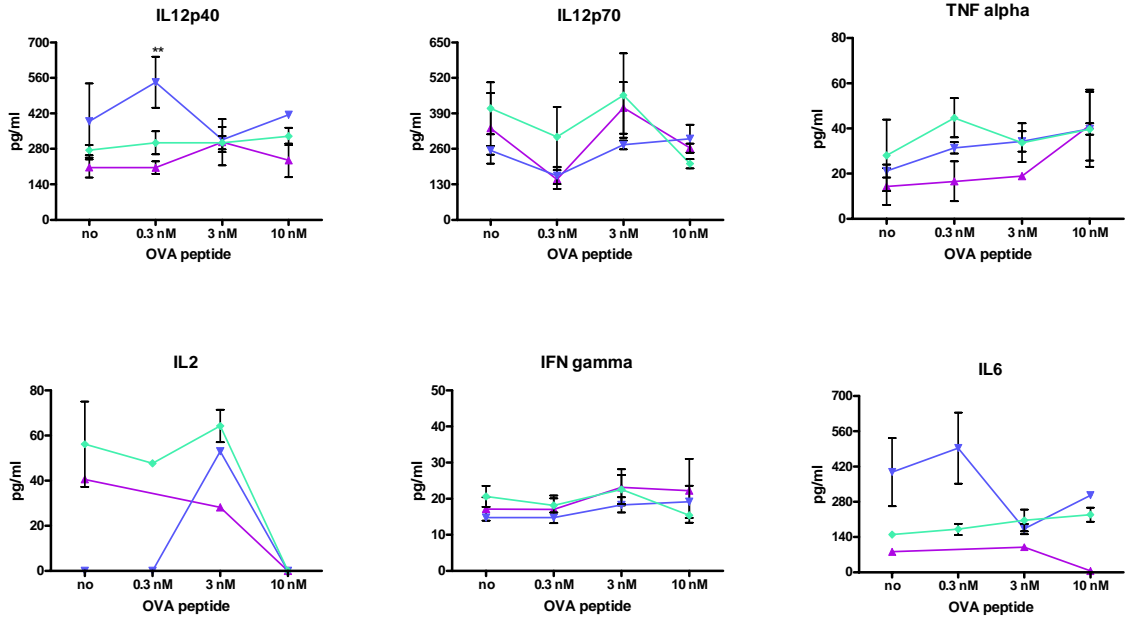 IL12p40
700
560
420
280
140
0
pg/ml
**
no
0.3 nM
3 nM
10 nM
OVA peptide
IL12p70
650
520
390
260
130
0
pg/ml
no
0.3 nM
3 nM
10 nM
OVA peptide
TNF alpha
80
60
40
20
0
pg/ml
no
0.3 nM
3 nM
10 nM
OVA peptide
IL2
80
60
40
20
0
pg/ml
no
0.3 nM
3 nM
10 nM
OVA peptide
IFN gamma
50
40
30
20
10
0
pg/ml
no
0.3 nM
3 nM
10 nM
OVA peptide
IL6
700
560
420
280
140
0
pg/ml
no
0.3 nM
3 nM
10 nM
OVA peptide